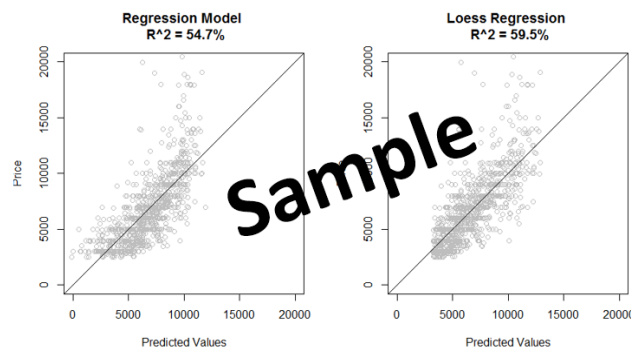 Regression Model
R^2 = 54.7%
Price
20000
15000
10000
5000
0
0 5000 10000 15000 20000
Predicted Values
Loess Regression
R^2 = 59.5%
20000
15000
10000
5000
0
0 5000 10000 15000 20000
Predicted Values
Sample